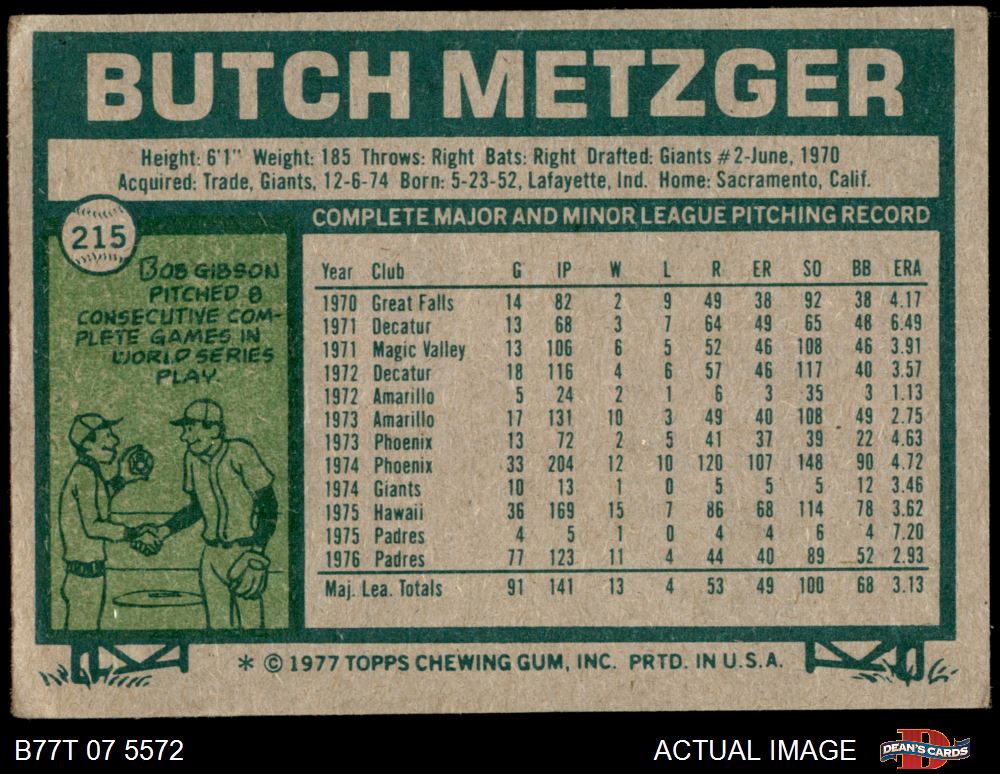 BUTCH METZGER
Height: 6'1" Weight: 185 Throws: Right Bats: Right Drafted: Giants #2-June, 1970
Acquired: Trade, Giants, 12-6-74 Born: 5-23-52, Lafayette, Ind. Home: Sacramento, Calif.
215
BOB GIBSON
PITCHED 8
CONSECUTIVE COM-
PLETE GAMES IN
WORLD SERIES
PLAY.
COMPLETE MAJOR AND MINOR LEAGUE PITCHING RECORD
Year Club G IP W L R ER SO BB ERA
1970 Great Falls 14 82 2 9 49 38 92 38 4.17
1971 Decatur 13 68 3 7 64 49 65 48 6.49
1971 Magic Valley 13 106 6 5 52 46 108 46 3.91
1972 Decatur 18 116 4 6 57 46 117 40 3.57
1972 Amarillo 5 24 2 1 6 3 35 3 1.13
1973 Amarillo 17 131 10 3 49 40 108 49 2.75
1973 Phoenix 13 72 2 5 41 37 39 22 4.63
1974 Phoenix 33 204 12 10 120 107 148 90 4.72
1974 Giants 10 13 1 0 5 5 5 12 3.46
1975 Hawaii 36 169 15 7 86 68 114 78 3.62
1975 Padres 4 5 1 0 4 4 6 4 7.20
1976 Padres 77 123 11 4 44 40 89 52 2.93
Maj. Lea. Totals 91 141 13 4 53 49 100 68 3.13
* © 1977 TOPPS CHEWING GUM, INC. PRTD. IN U.S.A.
B77T 07 5572
ACTUAL IMAGE
DEAN'S CARDS